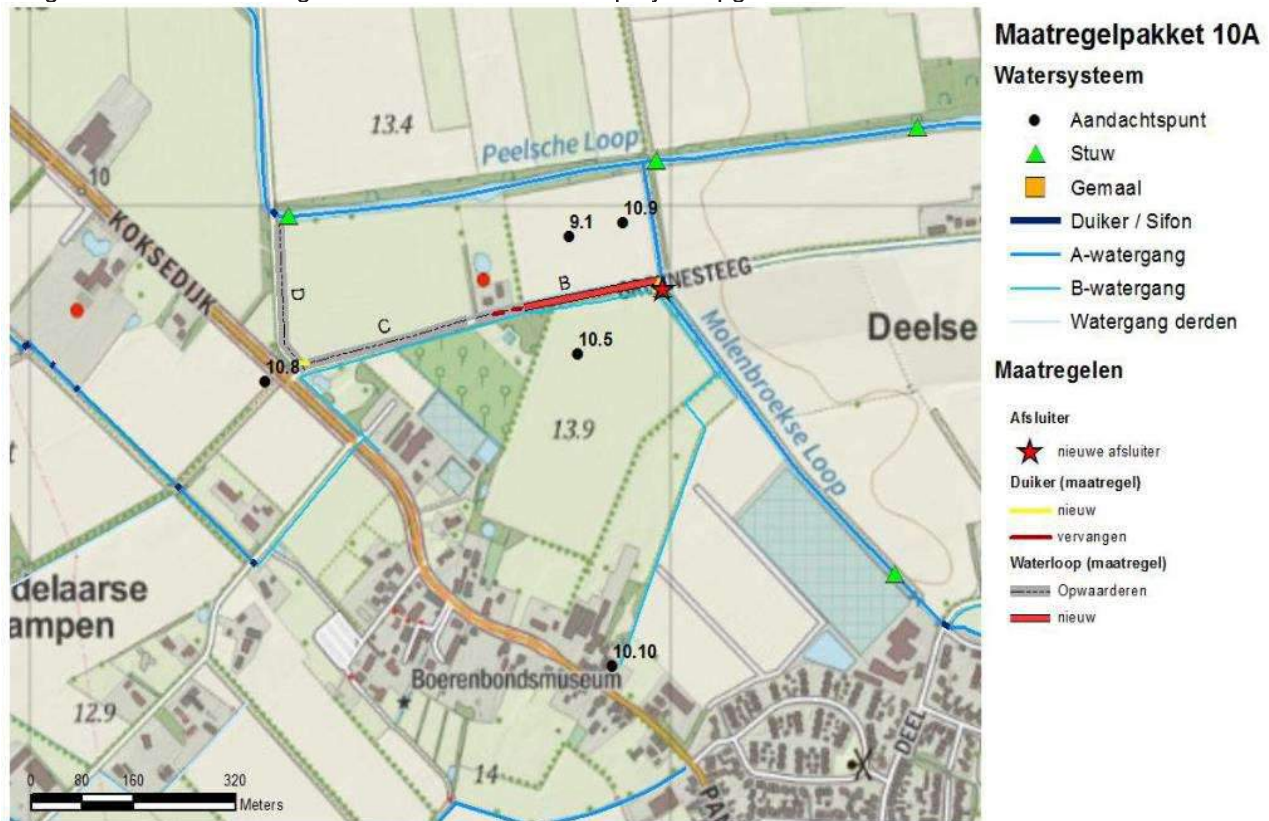 Maatregelpakket 10A
Watersysteem
Aandachtspunt
Stuw
Gemaal
Duiker / Sifon
A-watergang
B-watergang
Watergang derden
Maatregelen
Afsluiter
nieuwe afsluiter
Duiker (maatregel)
nieuw
vervangen
Waterloop (maatregel)
Opwaarderen
nieuw
13.4
Peelsche Loop
10
KOKSEDIJK
9.1
10.9
B
NESTEEG
D
C
10.8
10.5
Molenbroekse Loop
Deelse
13.9
delaarse
ampen
10.10
Boerenbondsmuseum
12.9
14
DEEL
PAN
0 80 160 320
Meters